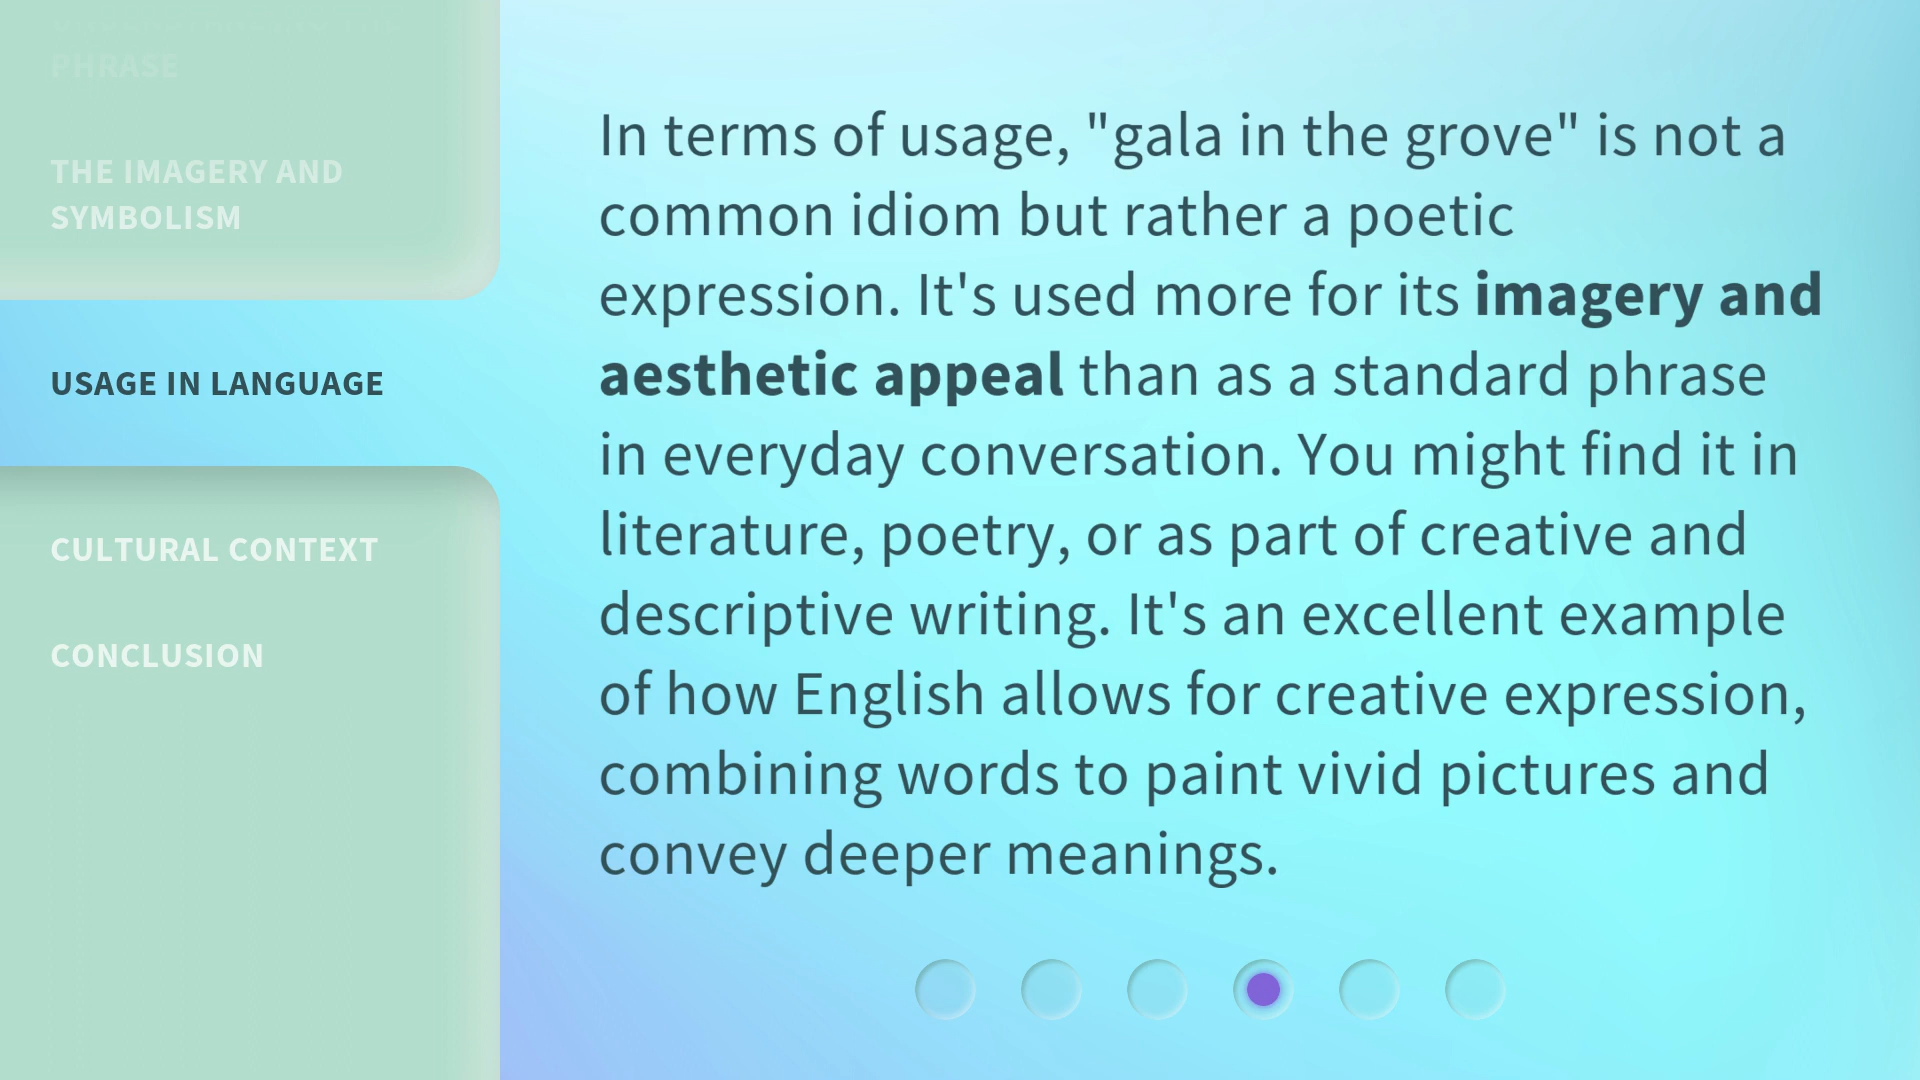 PHRASE
THE IMAGERY AND
SYMBOLISM
USAGE IN LANGUAGE
CULTURAL CONTEXT
CONCLUSION
In terms of usage, "gala in the grove" is not a
common idiom but rather a poetic
expression. It's used more for its imagery and
aesthetic appeal than as a standard phrase
in everyday conversation. You might find it in
literature, poetry, or as part of creative and
descriptive writing. It's an excellent example
of how English allows for creative expression,
combining words to paint vivid pictures and
convey deeper meanings.